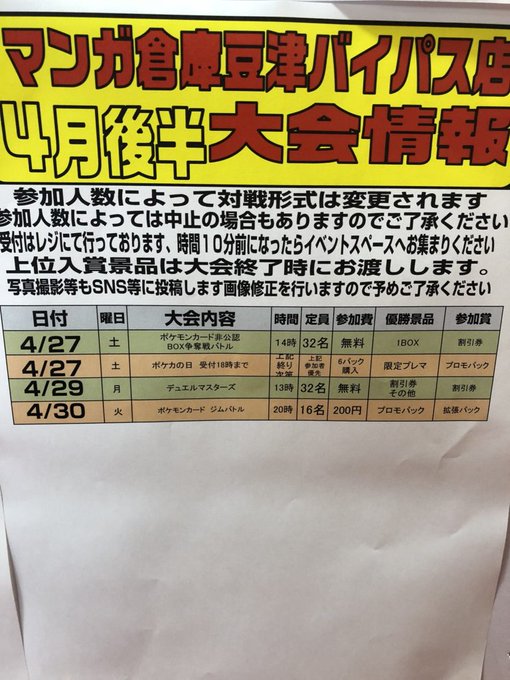 マンガ倉庫豆津バイパス店
4月後半大会情報
参加人数によって対戦形式は変更されます
参加人数によっては中止の場合もありますのでご了承ください
受付はレジにて行っております、時間10分前になったらイベントスペースへお集まりください
上位入賞景品は大会終了時にお渡しします。
写真撮影等もSNS等に投稿します画像修正を行いますので予めご了承ください
日付 曜日 大会内容 時間 定員 参加費 優勝景品 参加賞
4/27 土 ポケモンカード非公認 BOX争奪戦バトル 14時 32名 無料 1BOX 割引券
4/27 土 ポケカの日 受付18時まで 上記終り次第 上記参加者優先 6パック購入 限定プレマ プロモパック
4/29 月 デュエルマスターズ 13時 32名 無料 割引券その他 割引券
4/30 火 ポケモンカード ジムバトル 20時 16名 200円 プロモパック 拡張パック